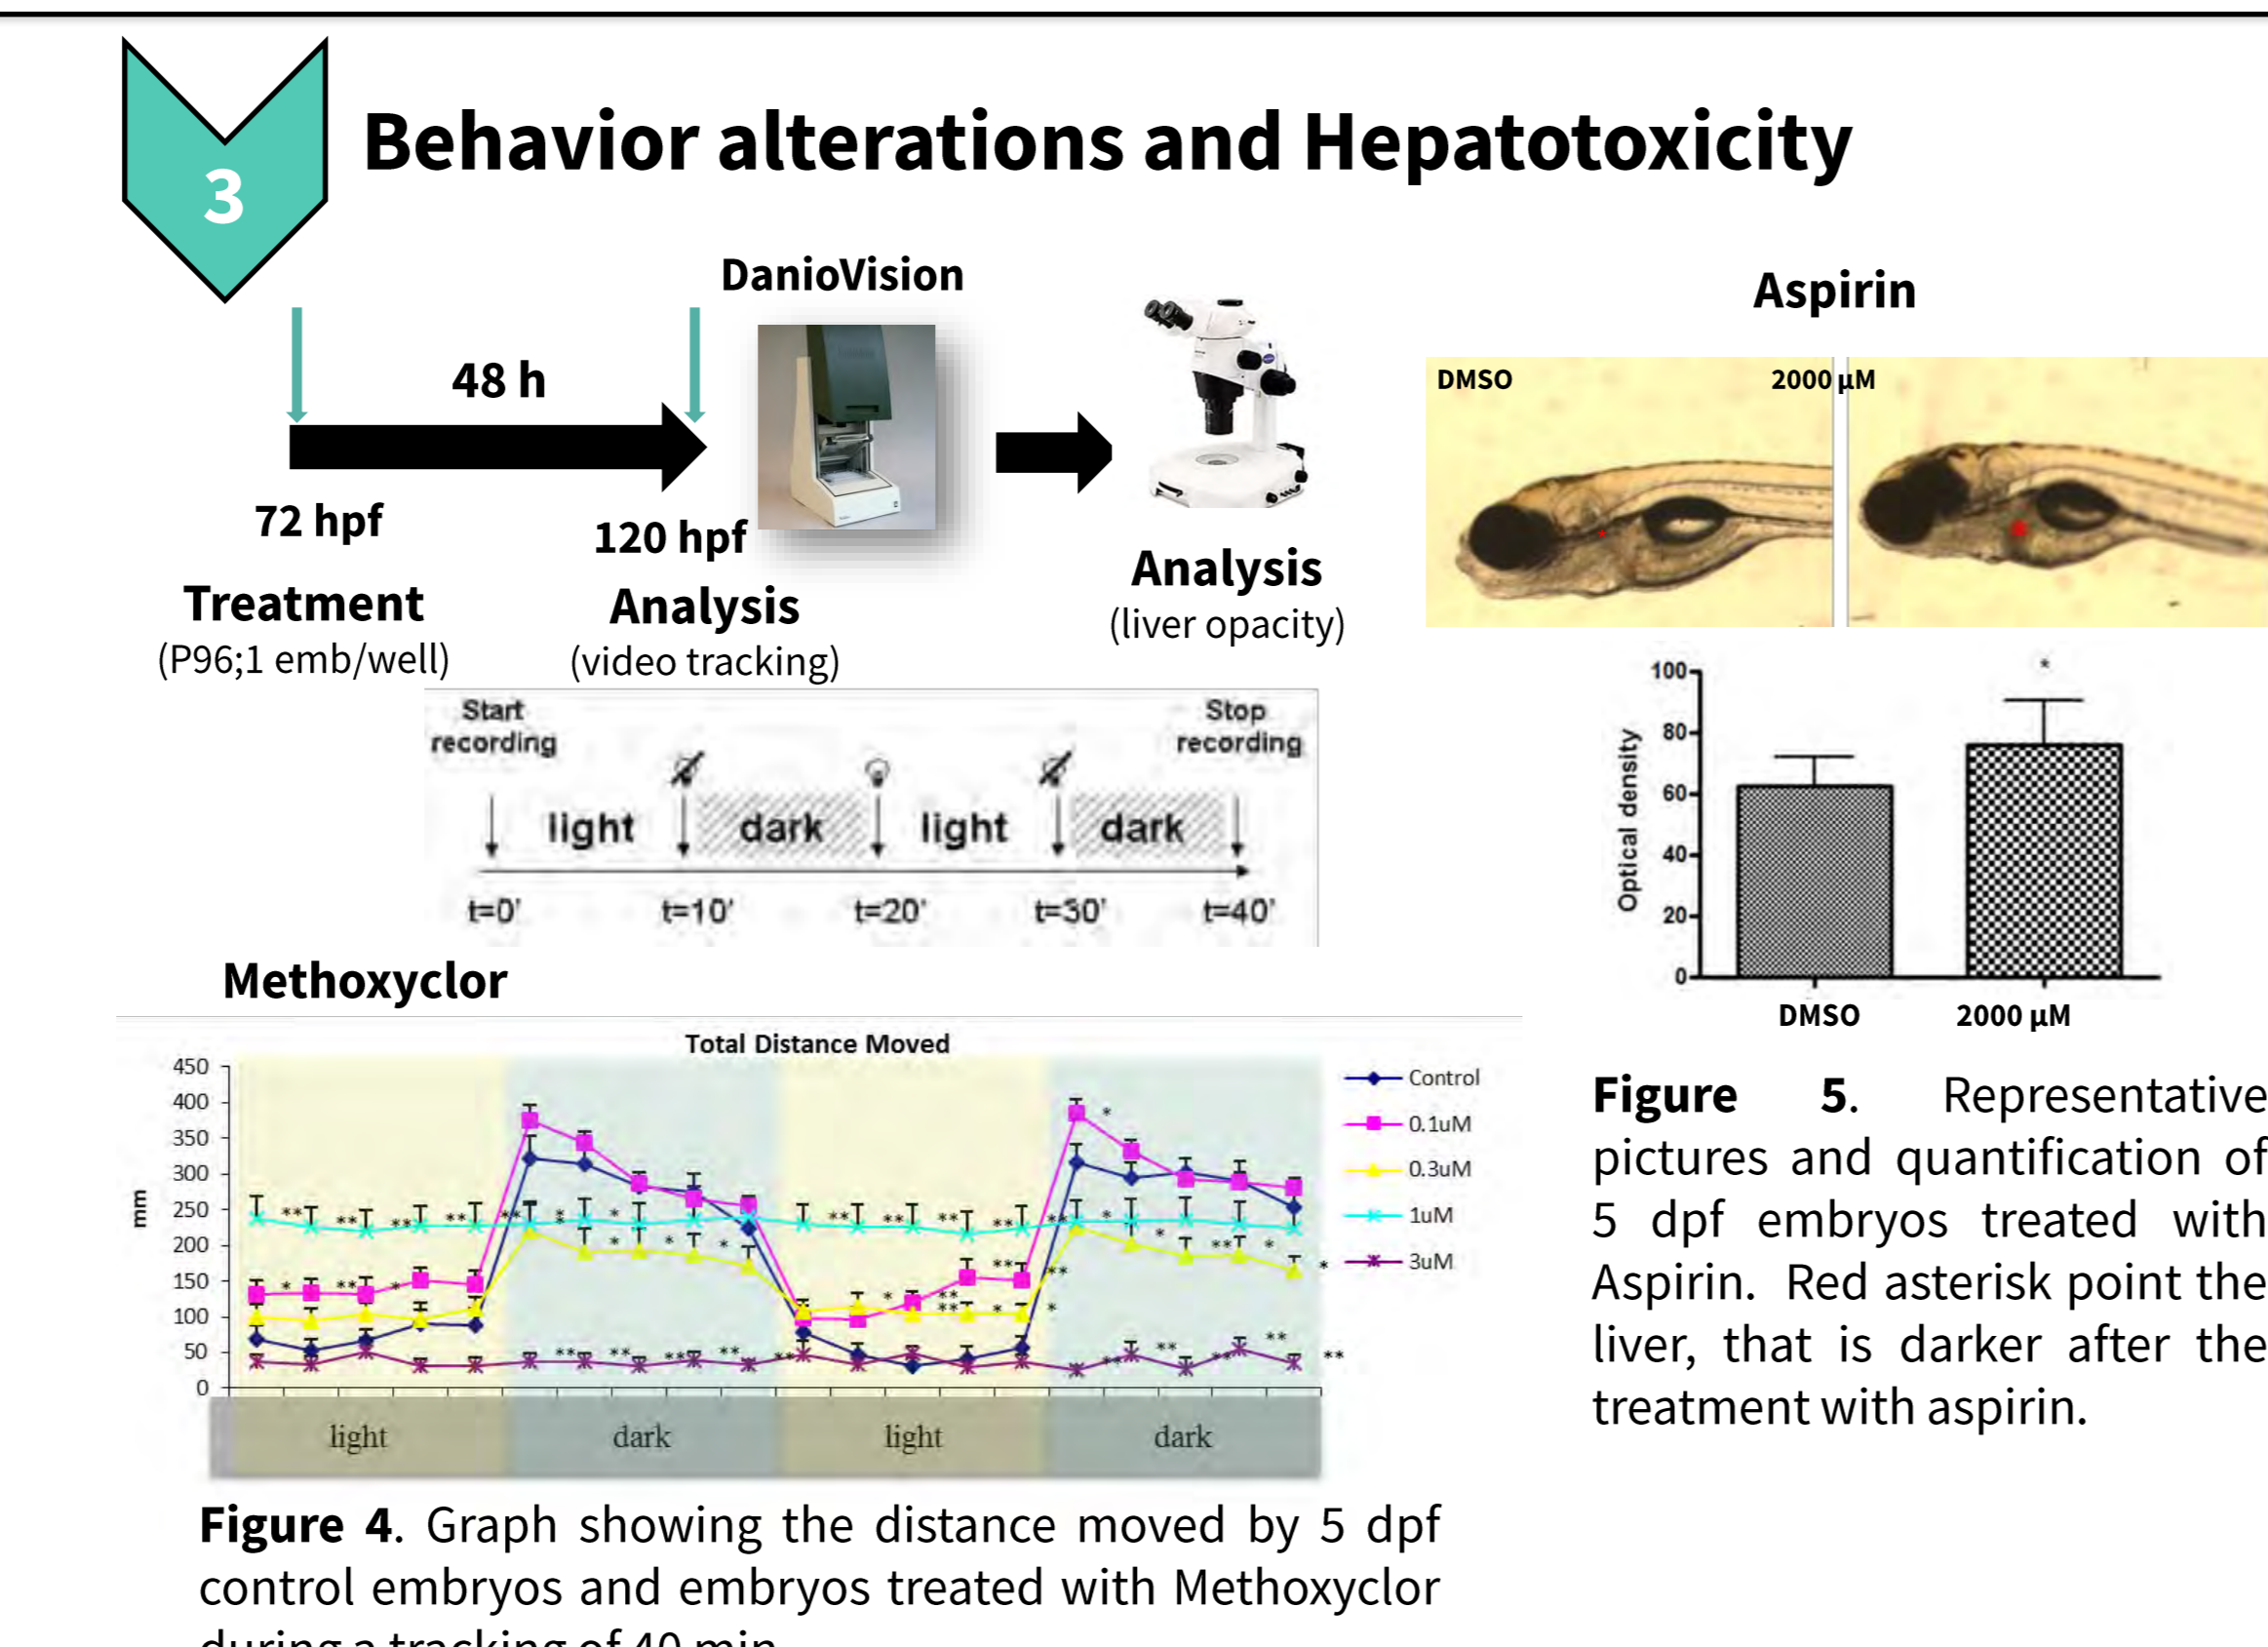 3
Behavior alterations and Hepatotoxicity
DanioVision
48 h
72 hpf
120 hpf
Treatment
(P96;1 emb/well)
Analysis
(video tracking)
Analysis
(liver opacity)
Start
recording
Stop
recording
light
dark
light
dark
t=0'
t=10'
t=20'
t=30'
t=40'
Aspirin
DMSO
2000 µM
100
80
60
40
20
0
Optical density
*
DMSO
2000 µM
Methoxyclor
Total Distance Moved
450
400
350
300
250
200
150
100
50
0
mm
Control
0.1uM
0.3uM
1uM
3uM
light
dark
light
dark
Figure 4. Graph showing the distance moved by 5 dpf
control embryos and embryos treated with Methoxyclor
during a tracking of 40 min
Figure 5. Representative
pictures and quantification of
5 dpf embryos treated with
Aspirin. Red asterisk point the
liver, that is darker after the
treatment with aspirin.